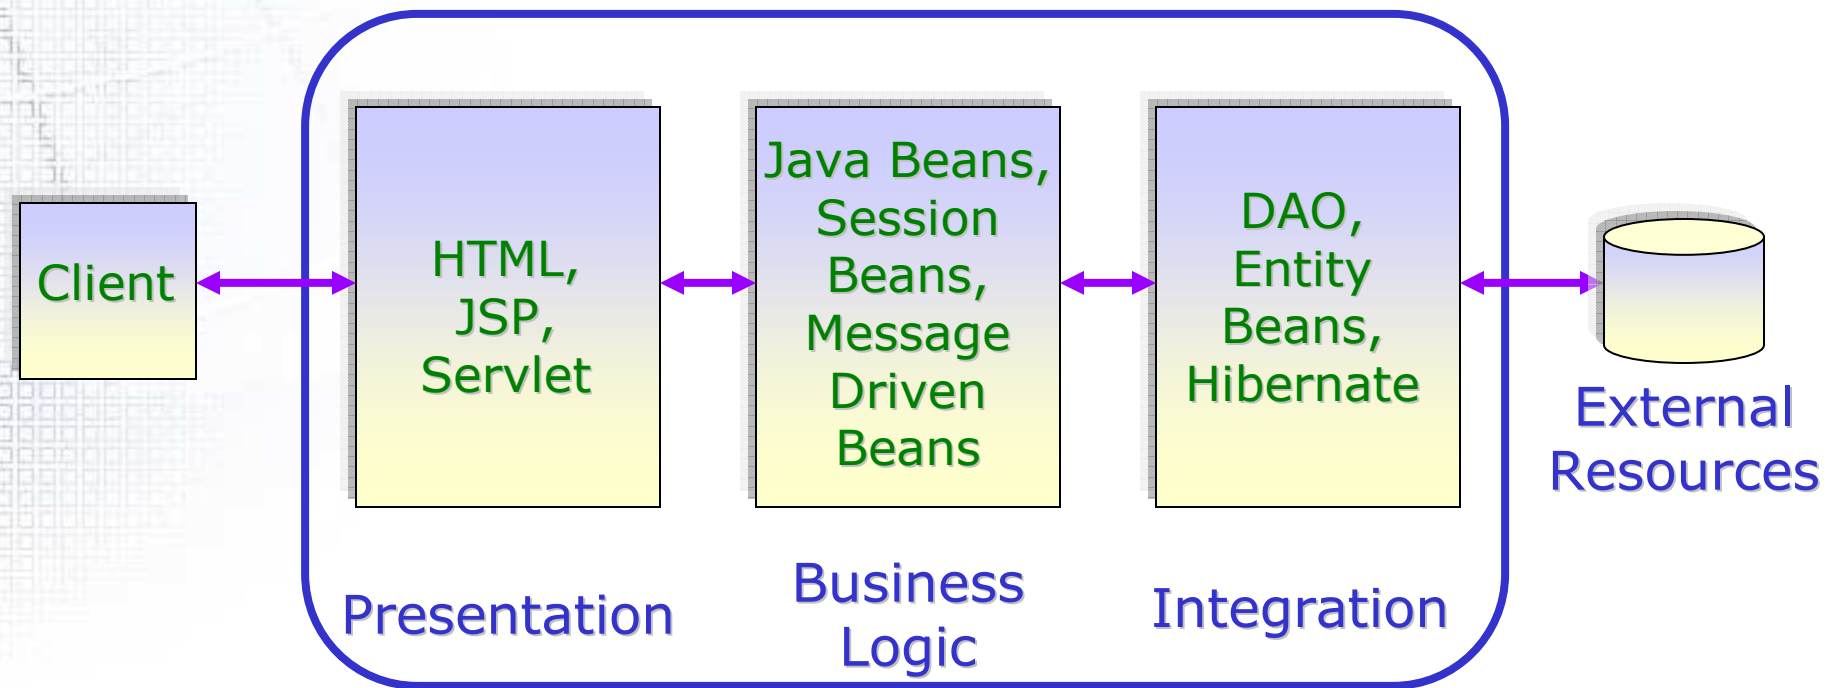 Client
HTML,
JSP,
Servlet
Java Beans,
Session
Beans,
Message
Driven
Beans
DAO,
Entity
Beans,
Hibernate
External
Resources
Presentation
Business
Logic
Integration